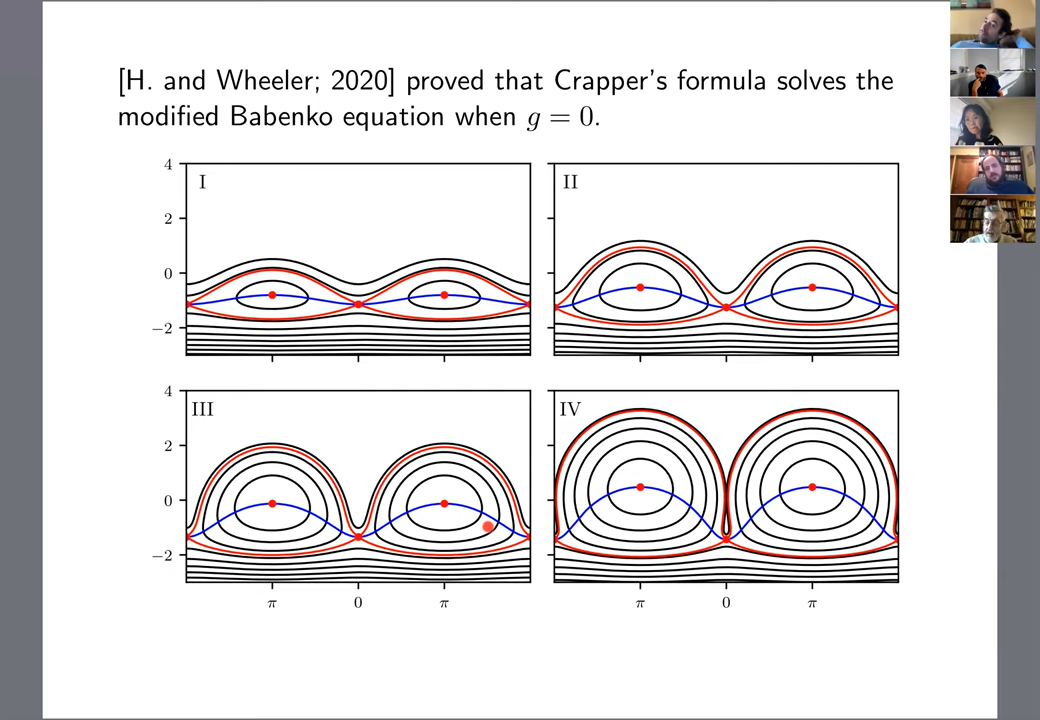 [H. and Wheeler; 2020] proved that Crapper's formula solves the
modified Babenko equation when g = 0.
4
2
0
−2
I
II
4
2
0
−2
III
IV
π
0
π
π
0
π